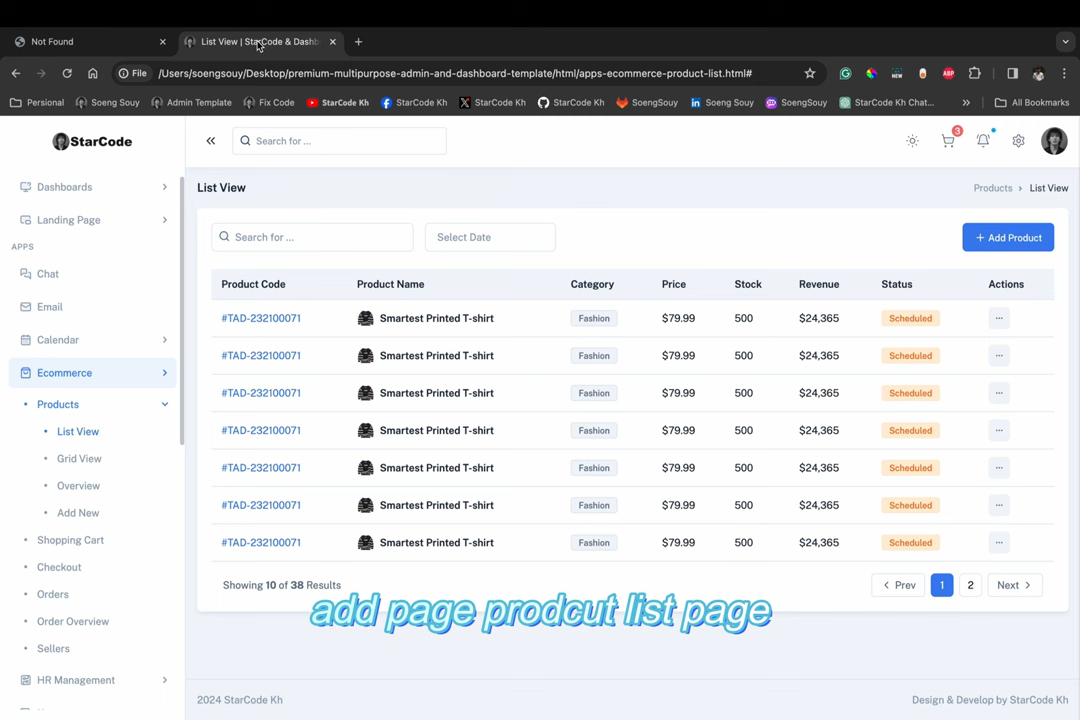 Not Found
List View | StarCode & Dashb
File /Users/soengsouy/Desktop/premium-multipurpose-admin-and-dashboard-template/html/apps-ecommerce-product-list.html#
NEW
ABP
Personal Soeng Souy Admin Template Fix Code StarCode Kh StarCode Kh StarCode Kh StarCode Kh SoengSouy Soeng Souy SoengSouy StarCode Kh Chat... » All Bookmarks
StarCode
Search for ...
3
Dashboards
Landing Page
APPS
Chat
Email
Calendar
Ecommerce
Products
List View
Grid View
Overview
Add New
Shopping Cart
Checkout
Orders
Order Overview
Sellers
HR Management
List View
Products List View
Search for ... Select Date + Add Product
Product Code Product Name Category Price Stock Revenue Status Actions
#TAD-232100071 Smartest Printed T-shirt Fashion $79.99 500 $24,365 Scheduled ...
#TAD-232100071 Smartest Printed T-shirt Fashion $79.99 500 $24,365 Scheduled ...
#TAD-232100071 Smartest Printed T-shirt Fashion $79.99 500 $24,365 Scheduled ...
#TAD-232100071 Smartest Printed T-shirt Fashion $79.99 500 $24,365 Scheduled ...
#TAD-232100071 Smartest Printed T-shirt Fashion $79.99 500 $24,365 Scheduled ...
#TAD-232100071 Smartest Printed T-shirt Fashion $79.99 500 $24,365 Scheduled ...
#TAD-232100071 Smartest Printed T-shirt Fashion $79.99 500 $24,365 Scheduled ...
Showing 10 of 38 Results
Prev 1 2 Next
add page prodcut list page
2024 StarCode Kh
Design & Develop by StarCode Kh